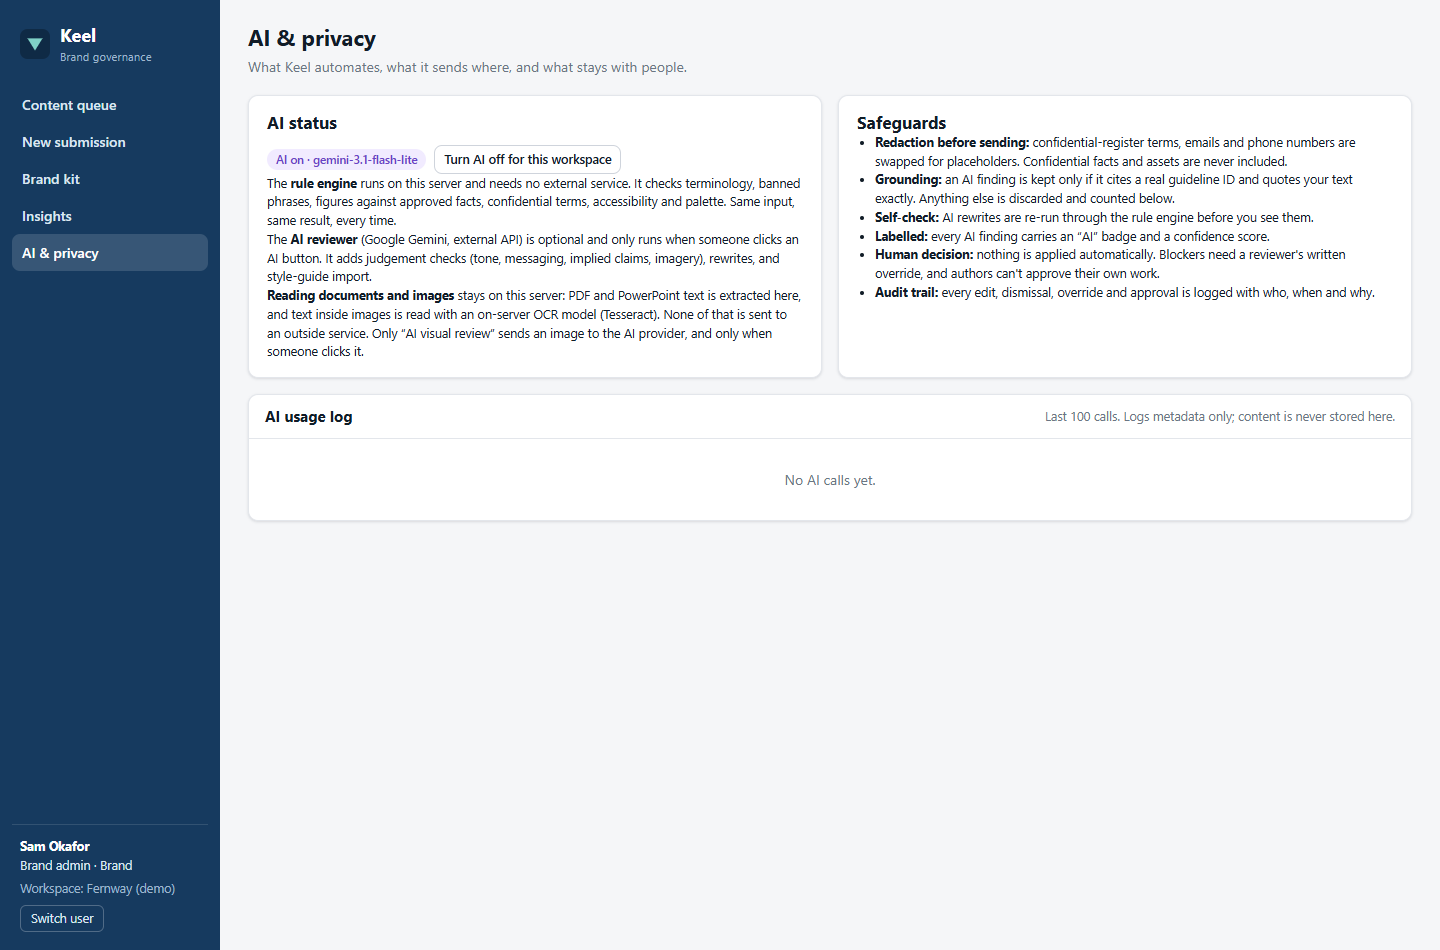 Keel
Brand governance
Content queue
New submission
Brand kit
Insights
AI & privacy
Sam Okafor
Brand admin · Brand
Workspace: Fernway (demo)
Switch user
AI & privacy
What Keel automates, what it sends where, and what stays with people.
AI status
AI on · gemini-3.1-flash-lite
Turn AI off for this workspace
The rule engine runs on this server and needs no external service. It checks terminology, banned
phrases, figures against approved facts, confidential terms, accessibility and palette. Same input,
same result, every time.
The AI reviewer (Google Gemini, external API) is optional and only runs when someone clicks an
AI button. It adds judgement checks (tone, messaging, implied claims, imagery), rewrites, and
style-guide import.
Reading documents and images stays on this server: PDF and PowerPoint text is extracted here,
and text inside images is read with an on-server OCR model (Tesseract). None of that is sent to
an outside service. Only “AI visual review” sends an image to the AI provider, and only when
someone clicks it.
Safeguards
• Redaction before sending: confidential-register terms, emails and phone numbers are
swapped for placeholders. Confidential facts and assets are never included.
• Grounding: an AI finding is kept only if it cites a real guideline ID and quotes your text
exactly. Anything else is discarded and counted below.
• Self-check: AI rewrites are re-run through the rule engine before you see them.
• Labelled: every AI finding carries an “AI” badge and a confidence score.
• Human decision: nothing is applied automatically. Blockers need a reviewer's written
override, and authors can't approve their own work.
• Audit trail: every edit, dismissal, override and approval is logged with who, when and why.
AI usage log
Last 100 calls. Logs metadata only; content is never stored here.
No AI calls yet.